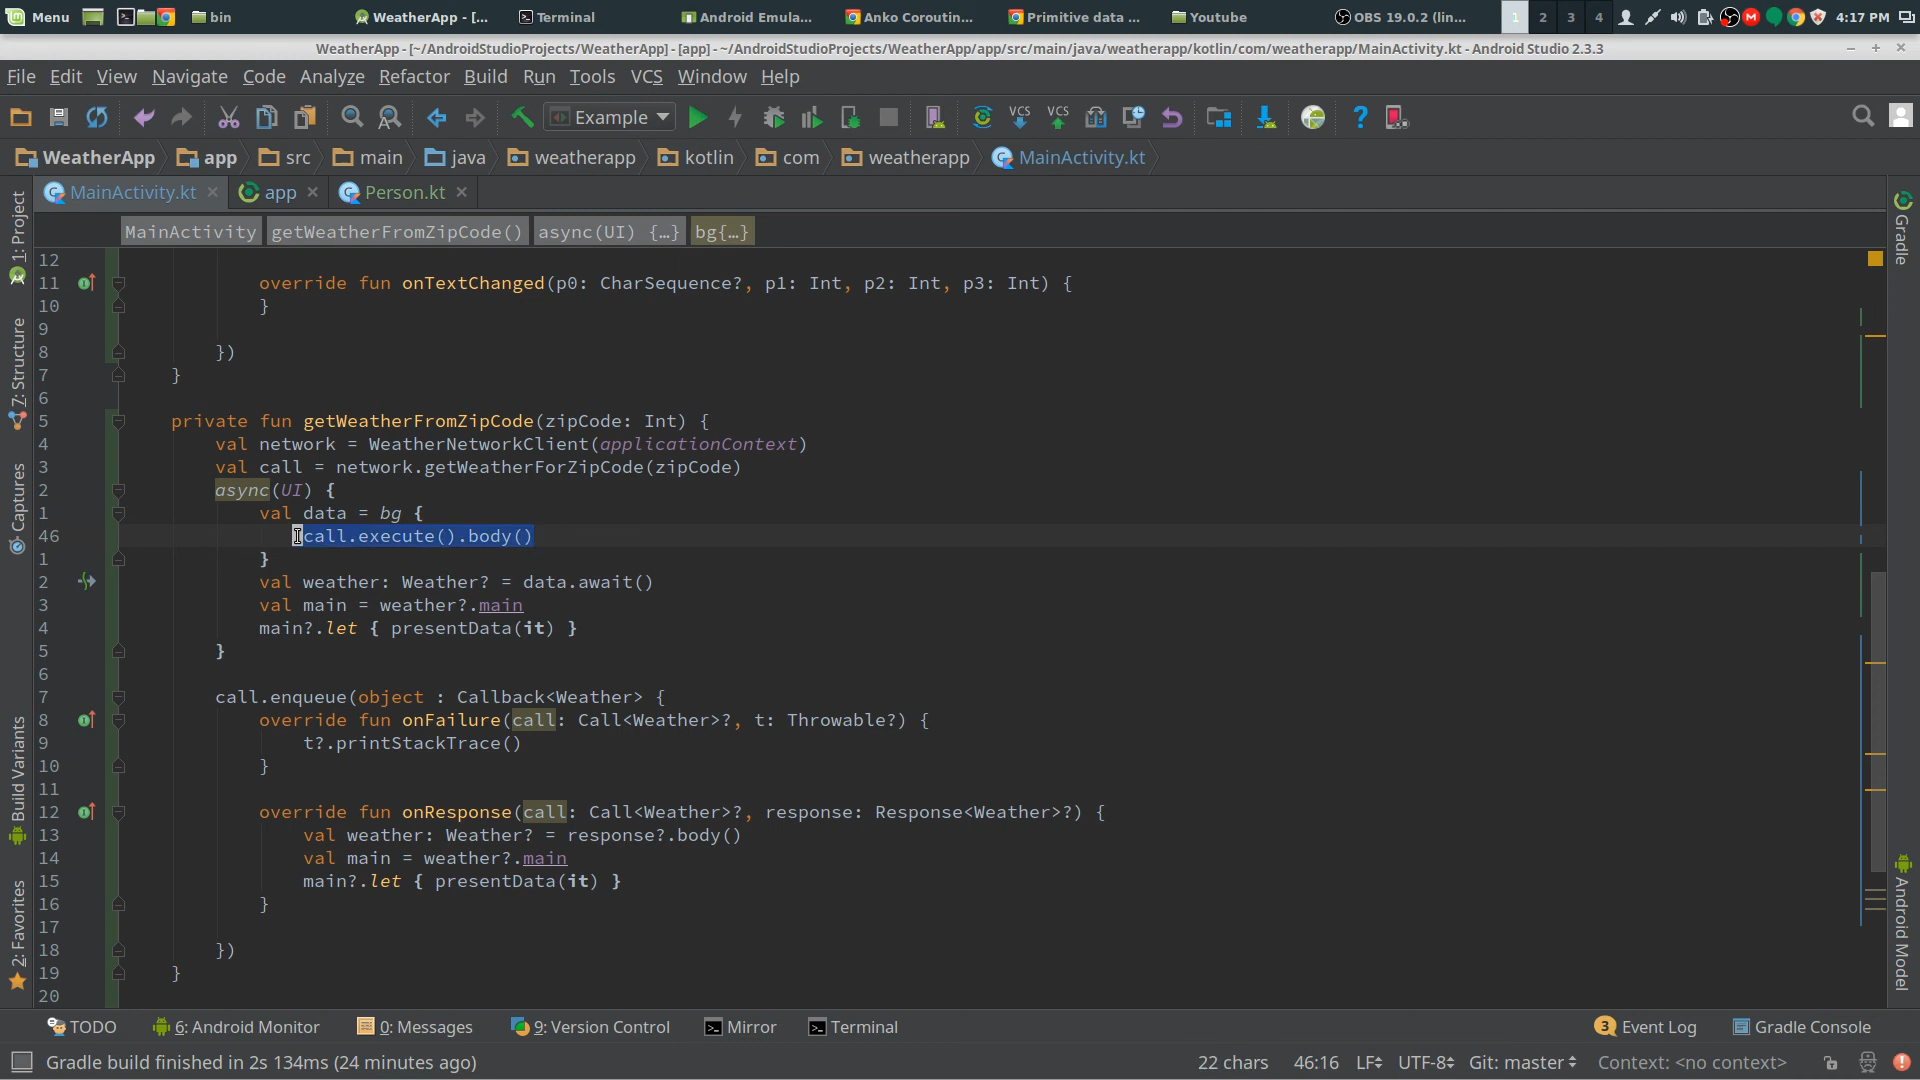 Menu bin WeatherApp - [... Terminal Android Emula... Anko Coroutin... Primitive data ... Youtube OBS 19.0.2 (lin... 1 2 3 4 M 4:17 PM
WeatherApp - [~/AndroidStudioProjects/WeatherApp] - [app] - ~/AndroidStudioProjects/WeatherApp/app/src/main/java/weatherapp/kotlin/com/weatherapp/MainActivity.kt - Android Studio 2.3.3
File Edit View Navigate Code Analyze Refactor Build Run Tools VCS Window Help
Example VCS VCS ?
WeatherApp app src main java weatherapp kotlin com weatherapp MainActivity.kt
MainActivity.kt app Person.kt
MainActivity getWeatherFromZipCode() async(UI) {…} bg{…}
12
11 override fun onTextChanged(p0: CharSequence?, p1: Int, p2: Int, p3: Int) {
10 }
9
8 })
7 }
6
5 private fun getWeatherFromZipCode(zipCode: Int) {
4 val network = WeatherNetworkClient(applicationContext)
3 val call = network.getWeatherForZipCode(zipCode)
2 async(UI) {
1 val data = bg {
46 call.execute().body()
1 }
2 val weather: Weather? = data.await()
3 val main = weather?.main
4 main?.let { presentData(it) }
5 }
6
7 call.enqueue(object : Callback<Weather> {
8 override fun onFailure(call: Call<Weather>?, t: Throwable?) {
9 t?.printStackTrace()
10 }
11
12 override fun onResponse(call: Call<Weather>?, response: Response<Weather>?) {
13 val weather: Weather? = response?.body()
14 val main = weather?.main
15 main?.let { presentData(it) }
16 }
17
18 })
19 }
20
1: Project
7: Structure
Captures
Build Variants
2: Favorites
Gradle
Android Model
TODO 6: Android Monitor 0: Messages 9: Version Control Mirror Terminal 3 Event Log Gradle Console
Gradle build finished in 2s 134ms (24 minutes ago) 22 chars 46:16 LF UTF-8 Git: master Context: <no context>